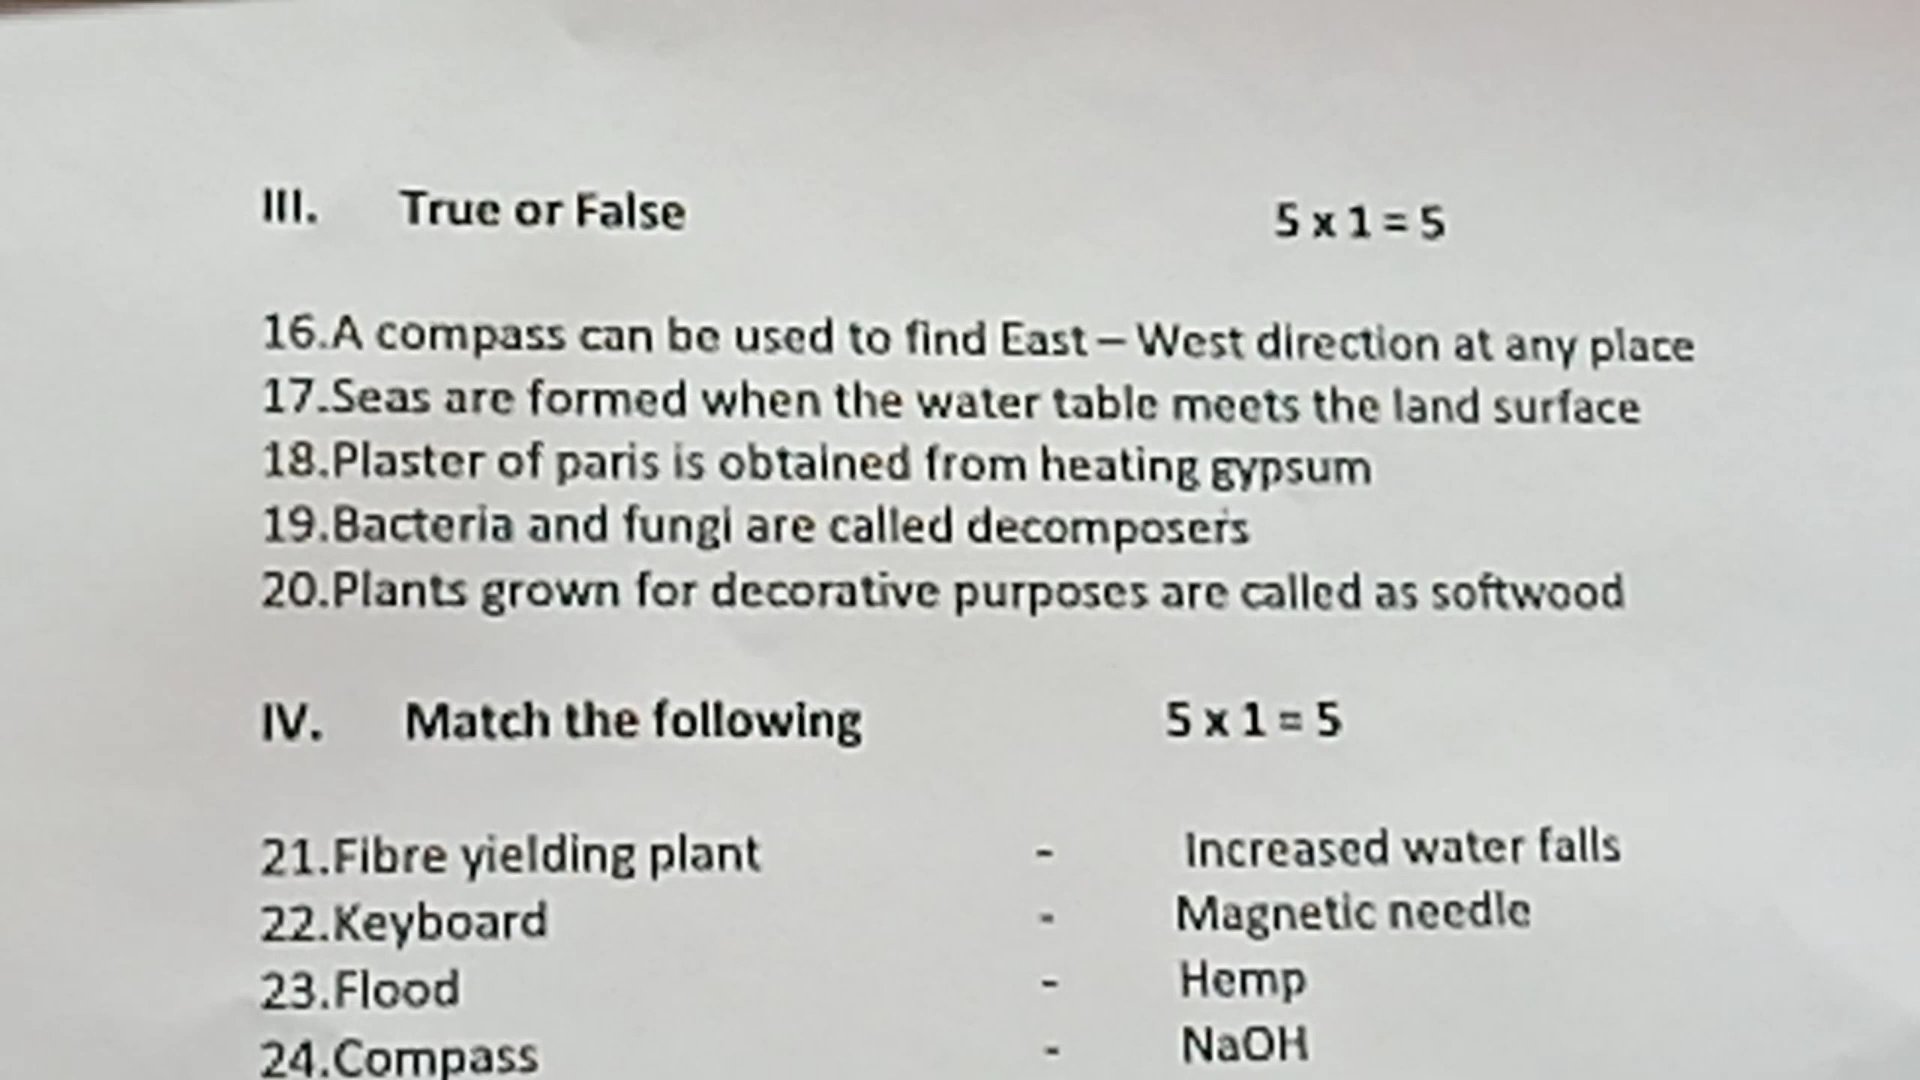 III. True or False 5 x 1 = 5
16.A compass can be used to find East – West direction at any place
17.Seas are formed when the water table meets the land surface
18.Plaster of paris is obtained from heating gypsum
19.Bacteria and fungi are called decomposers
20.Plants grown for decorative purposes are called as softwood
IV. Match the following 5 x 1 = 5
21.Fibre yielding plant - Increased water falls
22.Keyboard - Magnetic needle
23.Flood - Hemp
24.Compass - NaOH